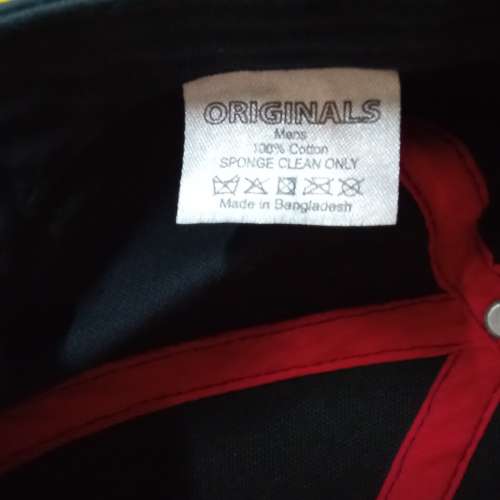 ORIGINALS
Mens
100% Cotton
SPONGE CLEAN ONLY
Made in Bangladesh